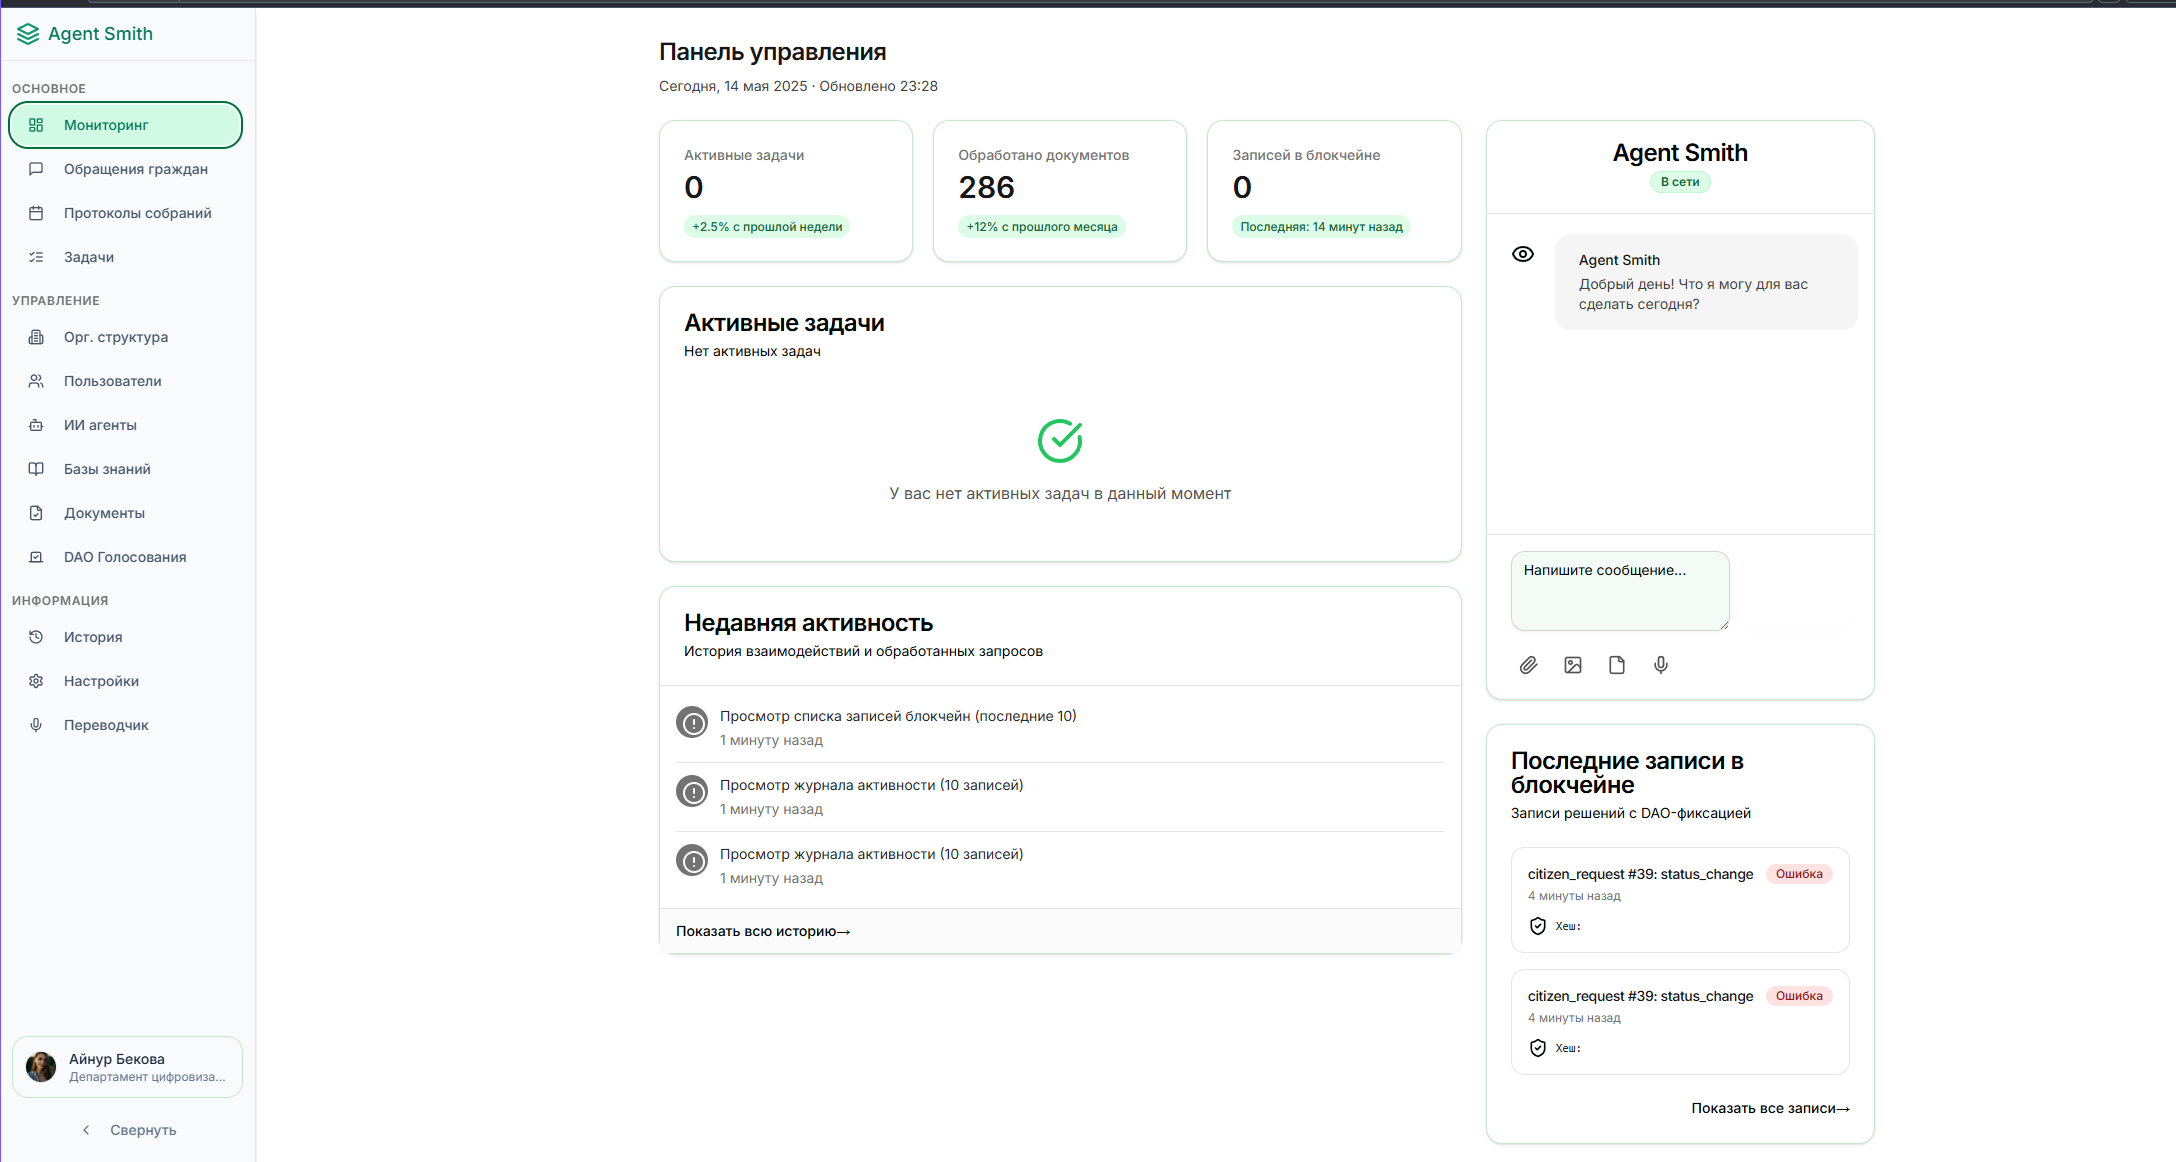 Agent Smith
ОСНОВНОЕ
Мониторинг
Обращения граждан
Протоколы собраний
Задачи
УПРАВЛЕНИЕ
Орг. структура
Пользователи
ИИ агенты
Базы знаний
Документы
DAO Голосования
ИНФОРМАЦИЯ
История
Настройки
Переводчик
Айнур Бекова
Департамент цифровиза...
Свернуть
Панель управления
Сегодня, 14 мая 2025 · Обновлено 23:28
Активные задачи
0
+2.5% с прошлой недели
Обработано документов
286
+12% с прошлого месяца
Записей в блокчейне
0
Последняя: 14 минут назад
Активные задачи
Нет активных задач
У вас нет активных задач в данный момент
Недавняя активность
История взаимодействий и обработанных запросов
Просмотр списка записей блокчейн (последние 10)
1 минуту назад
Просмотр журнала активности (10 записей)
1 минуту назад
Просмотр журнала активности (10 записей)
1 минуту назад
Показать всю историю→
Agent Smith
В сети
Agent Smith
Добрый день! Что я могу для вас
сделать сегодня?
Напишите сообщение...
Последние записи в
блокчейне
Записи решений с DAO-фиксацией
citizen_request #39: status_change Ошибка
4 минуты назад
Хеш:
citizen_request #39: status_change Ошибка
4 минуты назад
Хеш:
Показать все записи→